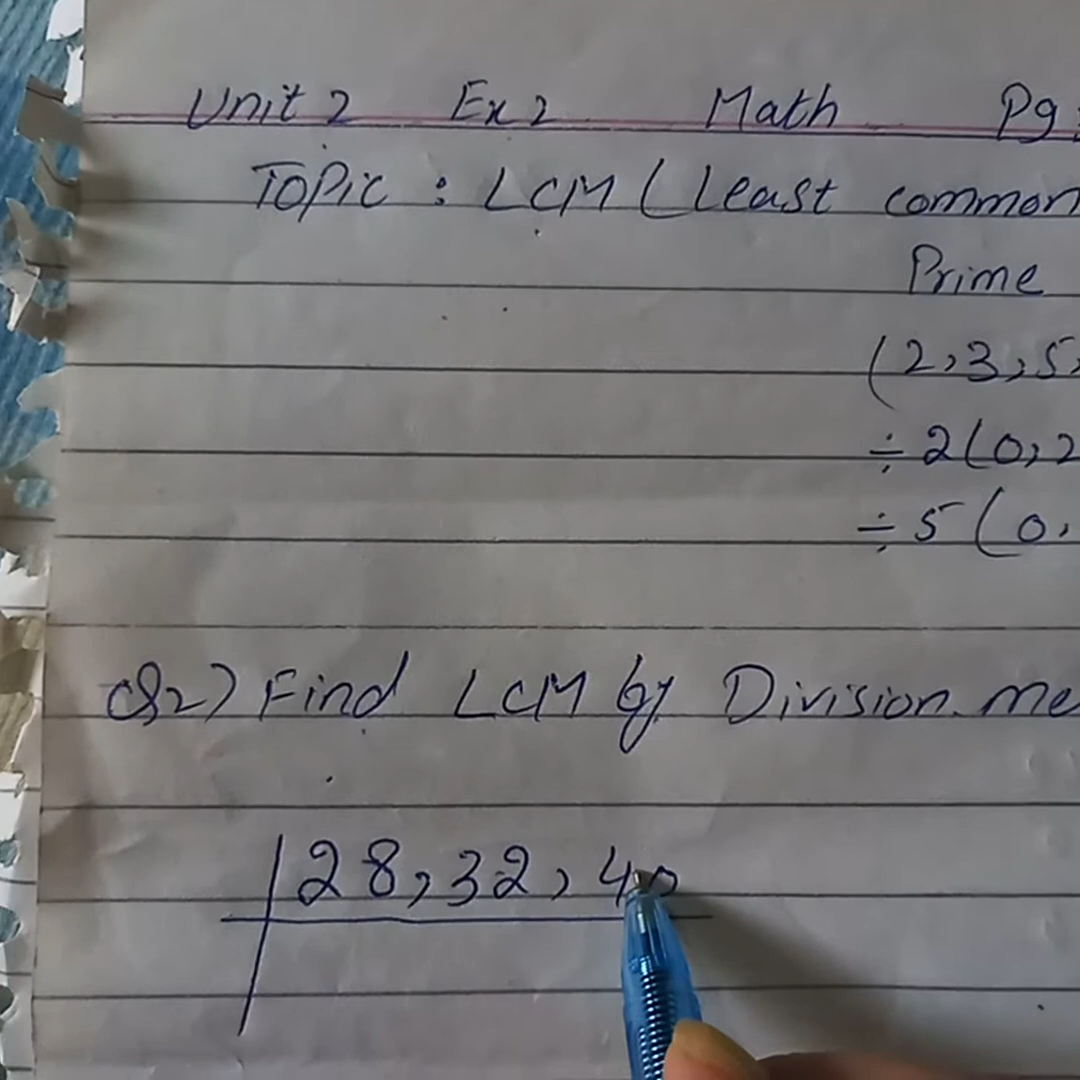 Unit 2 Ex 2 Math Pg:
Topic : LCM ( Least common
Prime
(2,3,5,
÷ 2(0,2
÷ 5 (0,
Q2) Find LCM by Division me
28,32,40